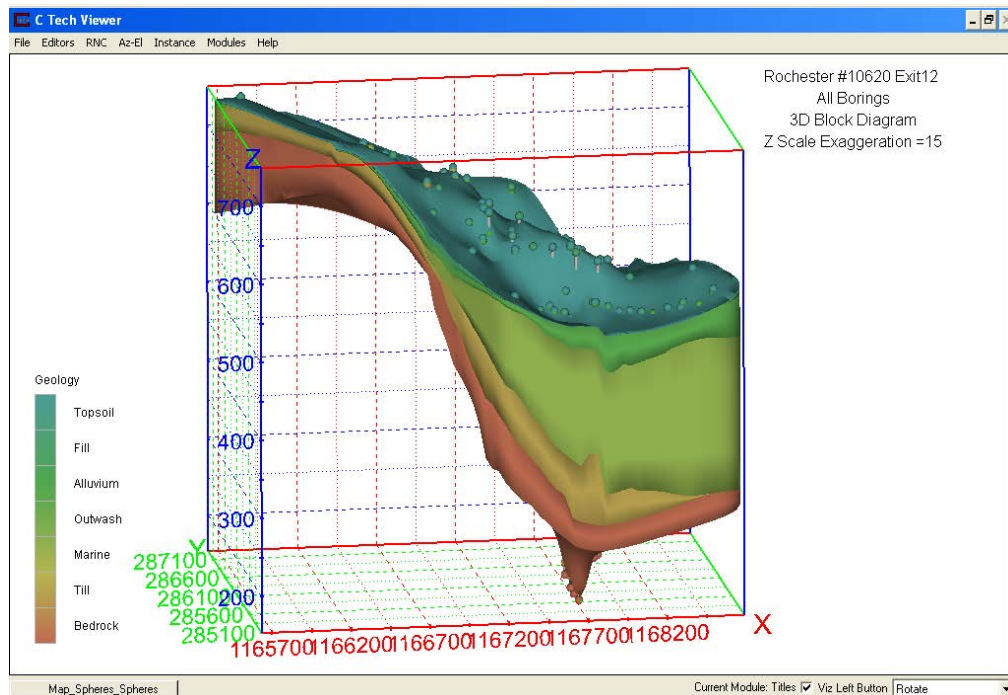 C Tech Viewer
File Editors RNC Az-El Instance Modules Help
Rochester #10620 Exit12
All Borings
3D Block Diagram
Z Scale Exaggeration =15
Z
700
600
500
400
300
200
Geology
Topsoil
Fill
Alluvium
Outwash
Marine
Till
Bedrock
Y
287100
286600
286100
285600
285100
1165700 1166200 1166700 1167200 1167700 1168200
X
Map_Spheres_Spheres
Current Module: Titles Viz Left Button Rotate